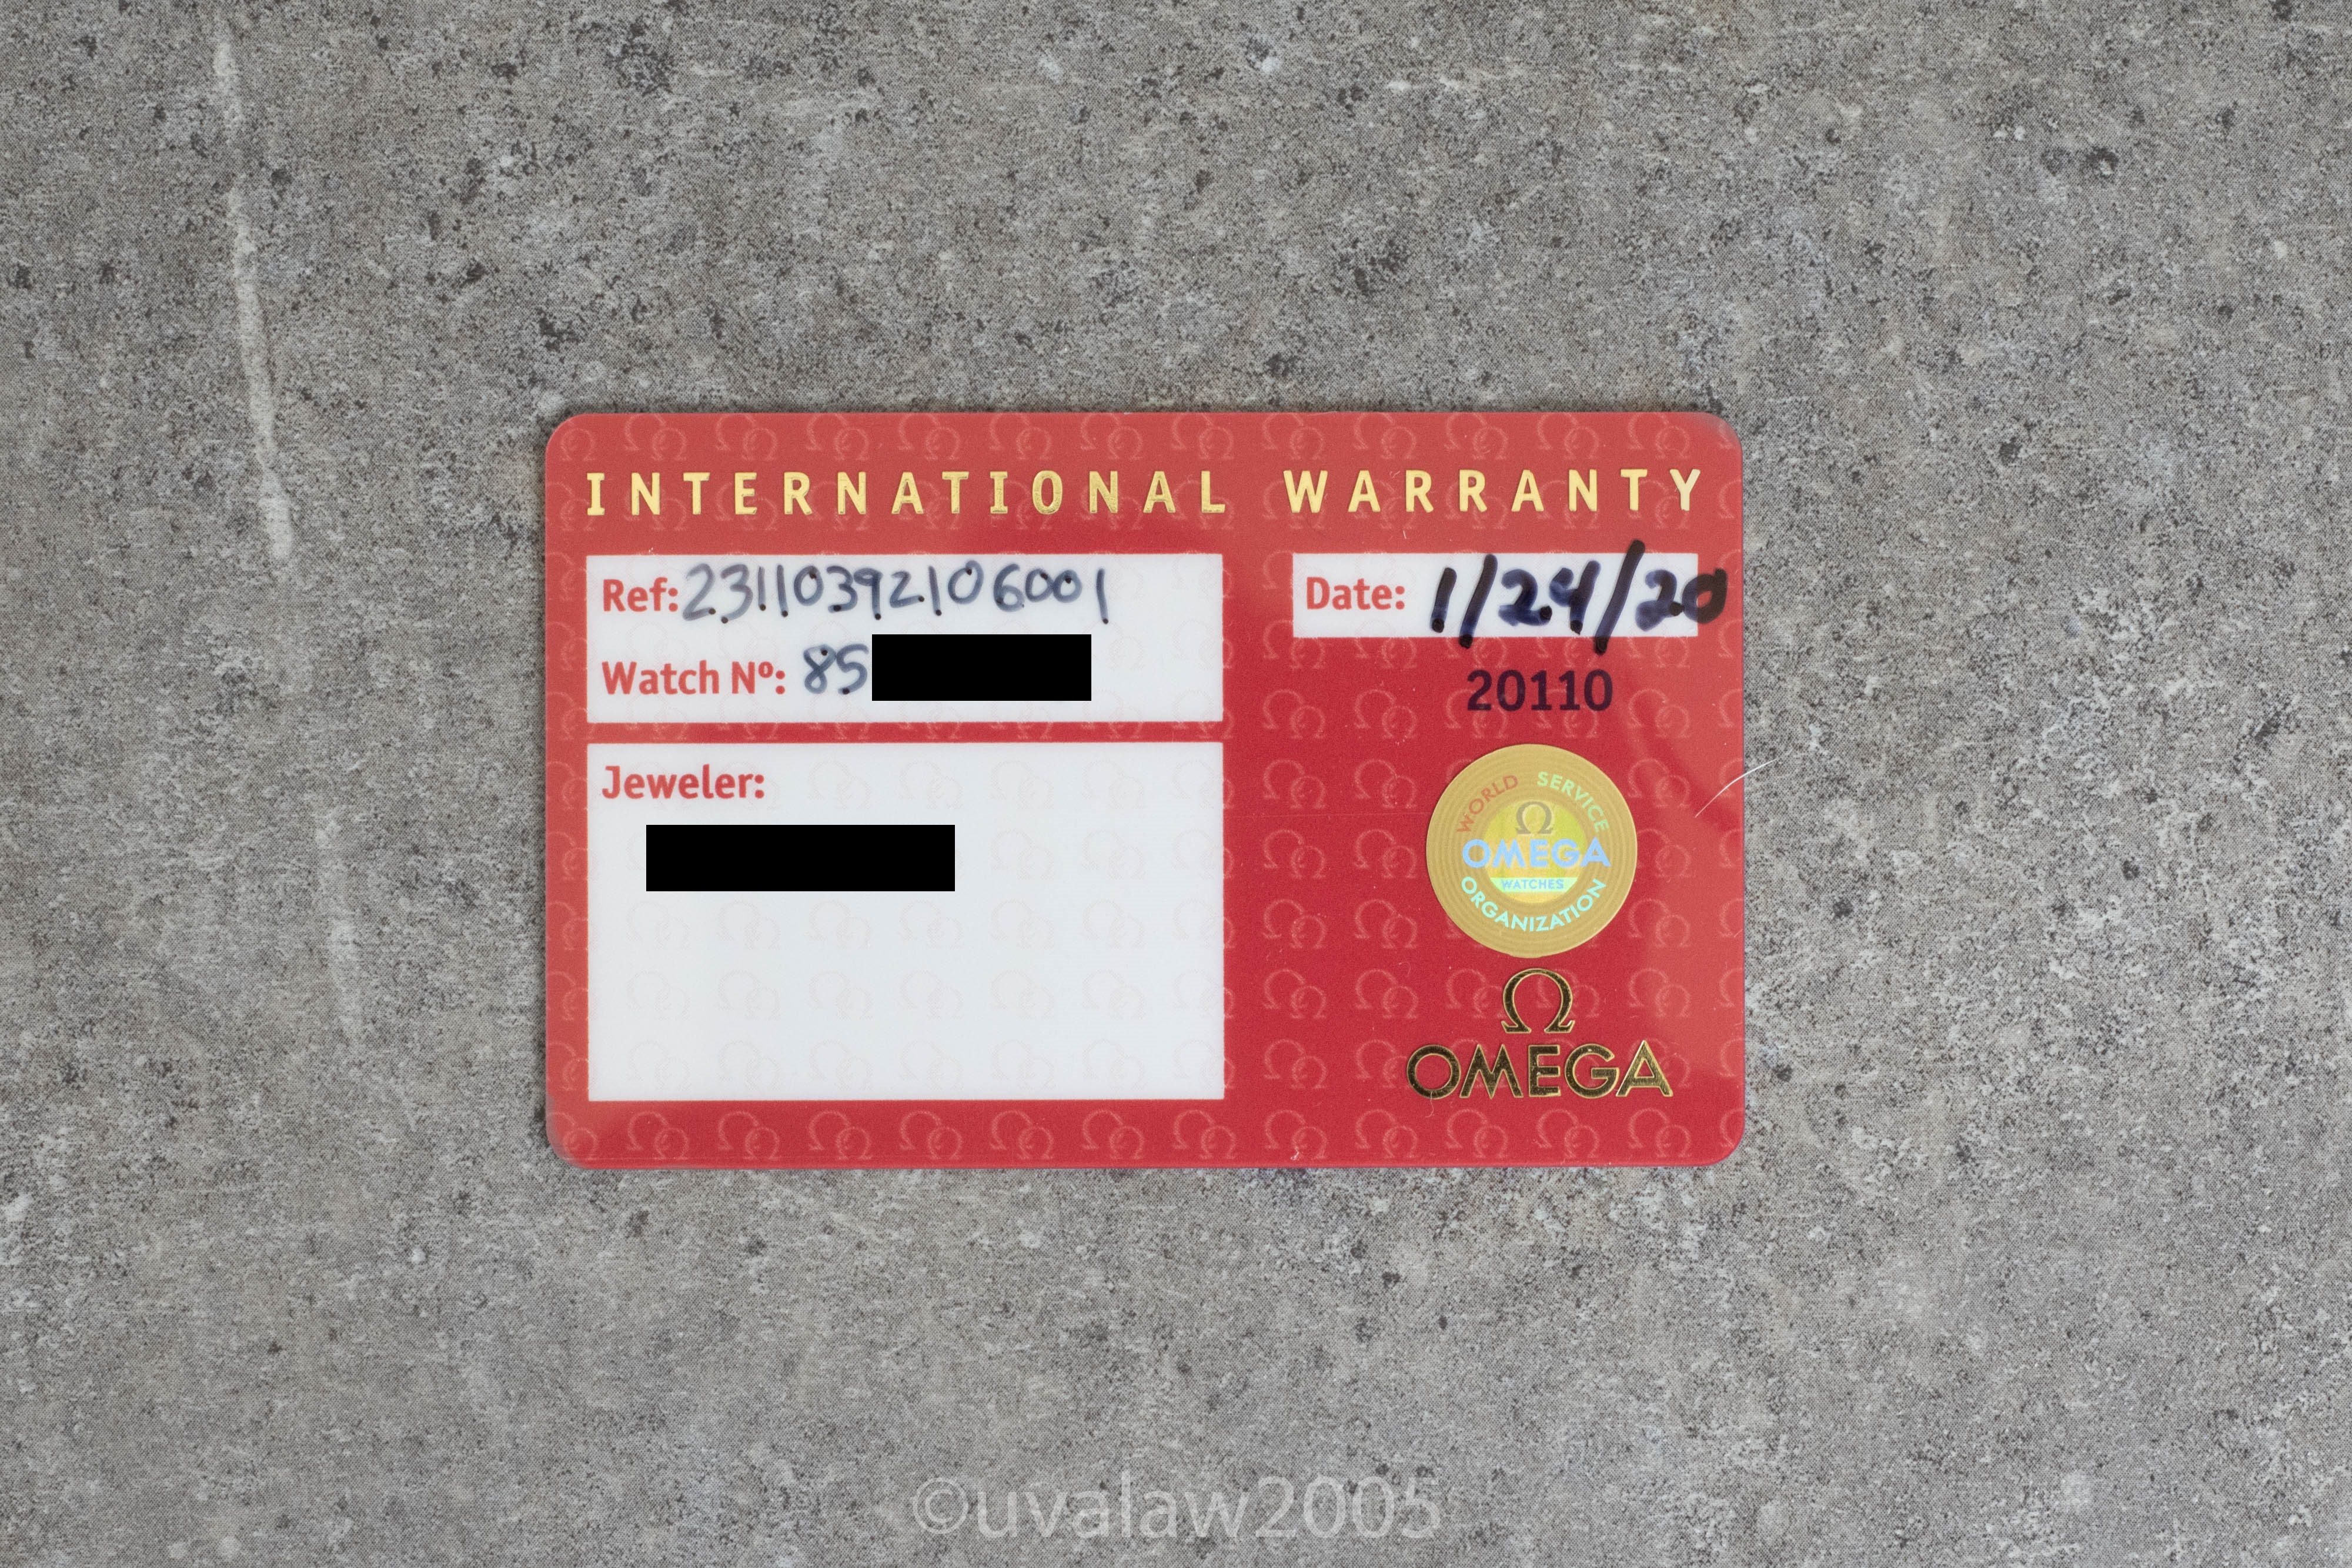 INTERNATIONAL WARRANTY
Ref: 23110392106001
Watch Nº: 85
Date: 1/24/20
20110
Jeweler:
WORLD SERVICE
Ω
OMEGA
WATCHES
ORGANIZATION
Ω
OMEGA
©uvalaw2005